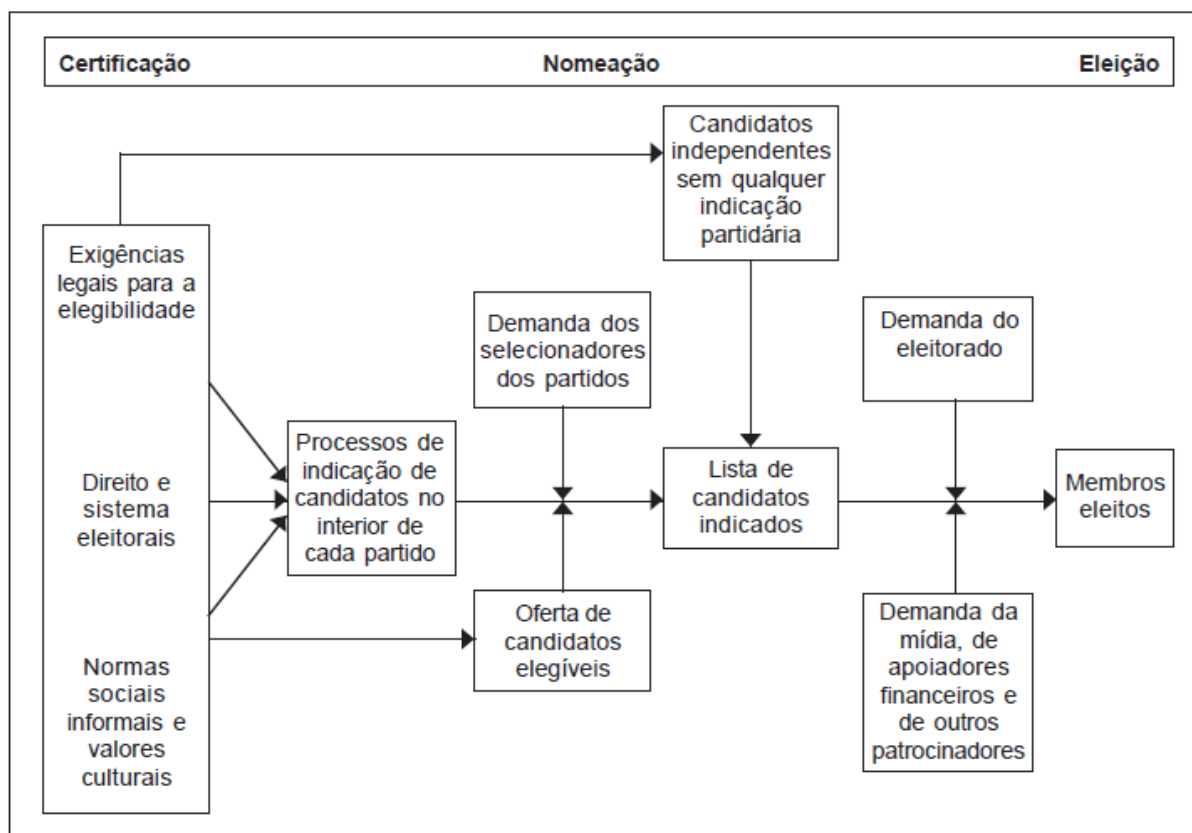 Certificação Nomeação Eleição
Candidatos
independentes
sem qualquer
indicação
partidária
Exigências
legais para a
elegibilidade
Direito e
sistema
eleitorais
Normas
sociais
informais e
valores
culturais
Processos de
indicação de
candidatos no
interior de
cada partido
Demanda dos
selecionadores
dos partidos
Oferta de
candidatos
elegíveis
Lista de
candidatos
indicados
Demanda do
eleitorado
Demanda da
mídia, de
apoiadores
financeiros e
de outros
patrocinadores
Membros
eleitos